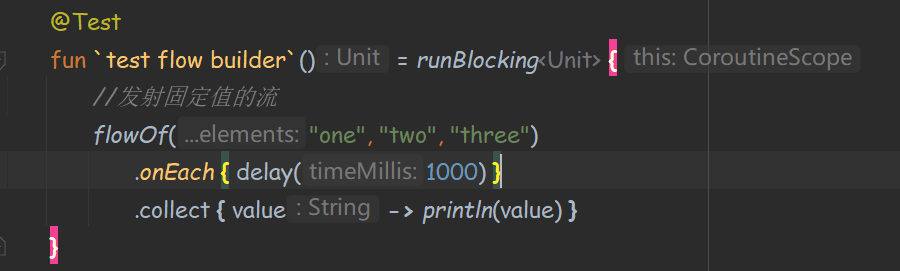 @Test
fun `test flow builder`() : Unit = runBlocking<Unit> { this: CoroutineScope
//发射固定值的流
flowOf( ...elements: "one", "two", "three")
.onEach { delay( timeMillis: 1000) }
.collect { value : String -> println(value) }
}